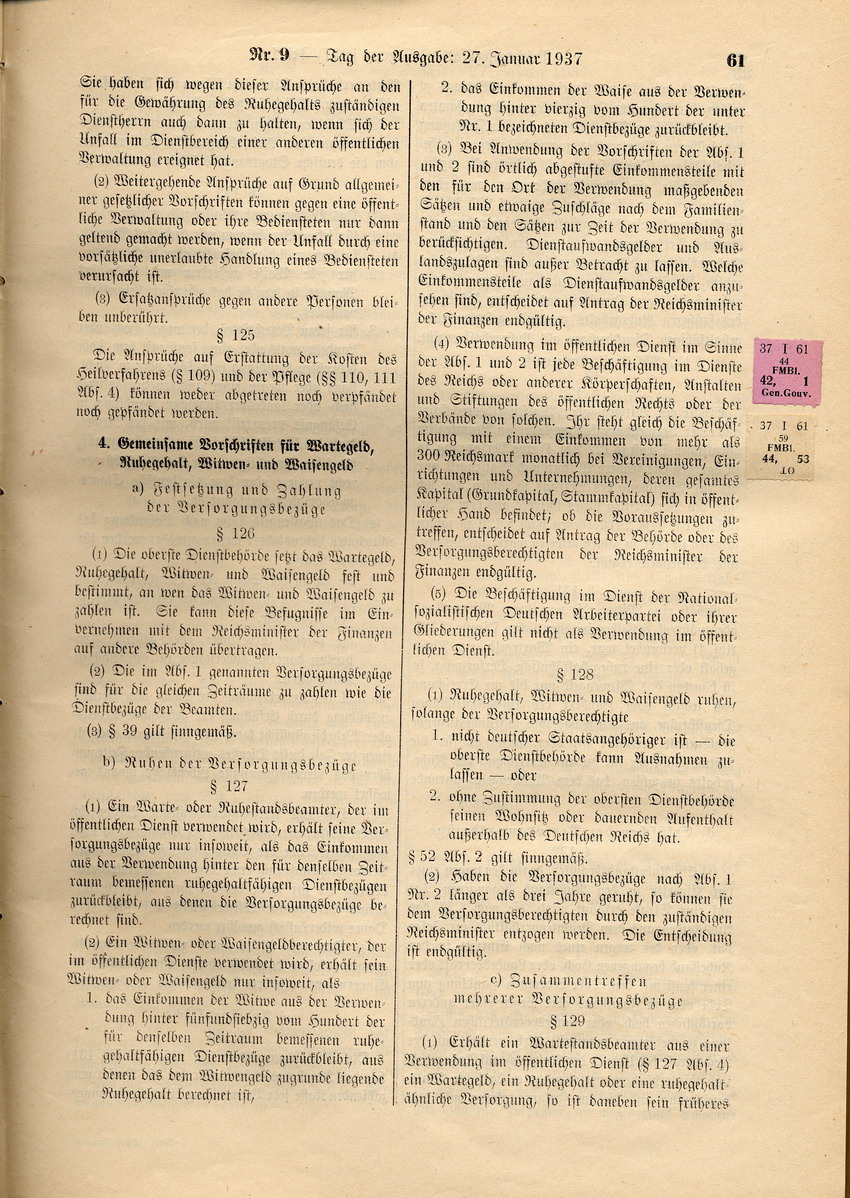 Nr. 9 — Tag der Ausgabe: 27. Januar 1937
61
Sie haben sich wegen dieser Ansprüche an den
für die Gewährung des Ruhegehalts zuständigen
Dienstherrn auch dann zu halten, wenn sich der
Unfall im Dienstbereich einer anderen öffentlichen
Verwaltung ereignet hat.
(2) Weitergehende Ansprüche auf Grund allgemei-
ner gesetzlicher Vorschriften können gegen eine öffent-
liche Verwaltung oder ihre Bediensteten nur dann
geltend gemacht werden, wenn der Unfall durch eine
vorsätzliche unerlaubte Handlung eines Bediensteten
verursacht ist.
(3) Ersatzansprüche gegen andere Personen blei-
ben unberührt.
§ 125
Die Ansprüche auf Erstattung der Kosten des
Heilverfahrens (§ 109) und der Pflege (§§ 110, 111
Abs. 4) können weder abgetreten noch verpfändet
noch gepfändet werden.
4. Gemeinsame Vorschriften für Wartegeld,
Ruhegehalt, Witwen- und Waisengeld
a) Festsetzung und Zahlung
der Versorgungsbezüge
§ 126
(1) Die oberste Dienstbehörde setzt das Wartegeld,
Ruhegehalt, Witwen- und Waisengeld fest und
bestimmt, an wen das Witwen- und Waisengeld zu
zahlen ist. Sie kann diese Befugnisse im Ein-
vernehmen mit dem Reichsminister der Finanzen
auf andere Behörden übertragen.
(2) Die im Abs. 1 genannten Versorgungsbezüge
sind für die gleichen Zeiträume zu zahlen wie die
Dienstbezüge der Beamten.
(3) § 39 gilt sinngemäß.
b) Ruhen der Versorgungsbezüge
§ 127
(1) Ein Warte- oder Ruhestandsbeamter, der im
öffentlichen Dienst verwendet wird, erhält seine Ver-
sorgungsbezüge nur insoweit, als das Einkommen
aus der Verwendung hinter den für denselben Zeit-
raum bemessenen ruhegehaltfähigen Dienstbezügen
zurückbleibt, aus denen die Versorgungsbezüge be-
rechnet sind.
(2) Ein Witwen- oder Waisengeldberechtigter, der
im öffentlichen Dienste verwendet wird, erhält sein
Witwen- oder Waisengeld nur insoweit, als
1. das Einkommen der Witwe aus der Verwen-
dung hinter fünfundsiebzig vom Hundert der
für denselben Zeitraum bemessenen ruhe-
gehaltfähigen Dienstbezüge zurückbleibt, aus
denen das dem Witwengeld zugrunde liegende
Ruhegehalt berechnet ist,
2. das Einkommen der Waise aus der Verwen-
dung hinter vierzig vom Hundert der unter
Nr. 1 bezeichneten Dienstbezüge zurückbleibt.
(3) Bei Anwendung der Vorschriften der Abs. 1
und 2 sind örtlich abgestufte Einkommensteile mit
den für den Ort der Verwendung maßgebenden
Sätzen und etwaige Zuschläge nach dem Familien-
stand und den Sätzen zur Zeit der Verwendung zu
berücksichtigen. Dienstaufwandsgelder und Aus-
landszulagen sind außer Betracht zu lassen. Welche
Einkommensteile als Dienstaufwandsgelder anzu-
sehen sind, entscheidet auf Antrag der Reichsminister
der Finanzen endgültig.
(4) Verwendung im öffentlichen Dienst im Sinne
der Abs. 1 und 2 ist jede Beschäftigung im Dienste
des Reichs oder anderer Körperschaften, Anstalten
und Stiftungen des öffentlichen Rechts oder der
Verbände von solchen. Ihr steht gleich die Beschäf-
tigung mit einem Einkommen von mehr als
300 Reichsmark monatlich bei Vereinigungen, Ein-
richtungen und Unternehmungen, deren gesamtes
Kapital (Grundkapital, Stammkapital) sich in öffent-
licher Hand befindet; ob die Voraussetzungen zu-
treffen, entscheidet auf Antrag der Behörde oder des
Versorgungsberechtigten der Reichsminister der
Finanzen endgültig.
(5) Die Beschäftigung im Dienst der National-
sozialistischen Deutschen Arbeiterpartei oder ihrer
Gliederungen gilt nicht als Verwendung im öffent-
lichen Dienst.
§ 128
(1) Ruhegehalt, Witwen- und Waisengeld ruhen,
solange der Versorgungsberechtigte
1. nicht deutscher Staatsangehöriger ist — die
oberste Dienstbehörde kann Ausnahmen zu-
lassen — oder
2. ohne Zustimmung der obersten Dienstbehörde
seinen Wohnsitz oder dauernden Aufenthalt
außerhalb des Deutschen Reichs hat.
§ 52 Abs. 2 gilt sinngemäß.
(2) Haben die Versorgungsbezüge nach Abs. 1
Nr. 2 länger als drei Jahre geruht, so können sie
dem Versorgungsberechtigten durch den zuständigen
Reichsminister entzogen werden. Die Entscheidung
ist endgültig.
c) Zusammentreffen
mehrerer Versorgungsbezüge
§ 129
(1) Erhält ein Wartestandsbeamter aus einer
Verwendung im öffentlichen Dienst (§ 127 Abs. 4)
ein Wartegeld, ein Ruhegehalt oder eine ruhegehalt-
ähnliche Versorgung, so ist daneben sein früheres
37 I 61
44
FMBl.
42, 1
Gen.Gouv.
37 I 61
59
FMBl.
44, 53
OT